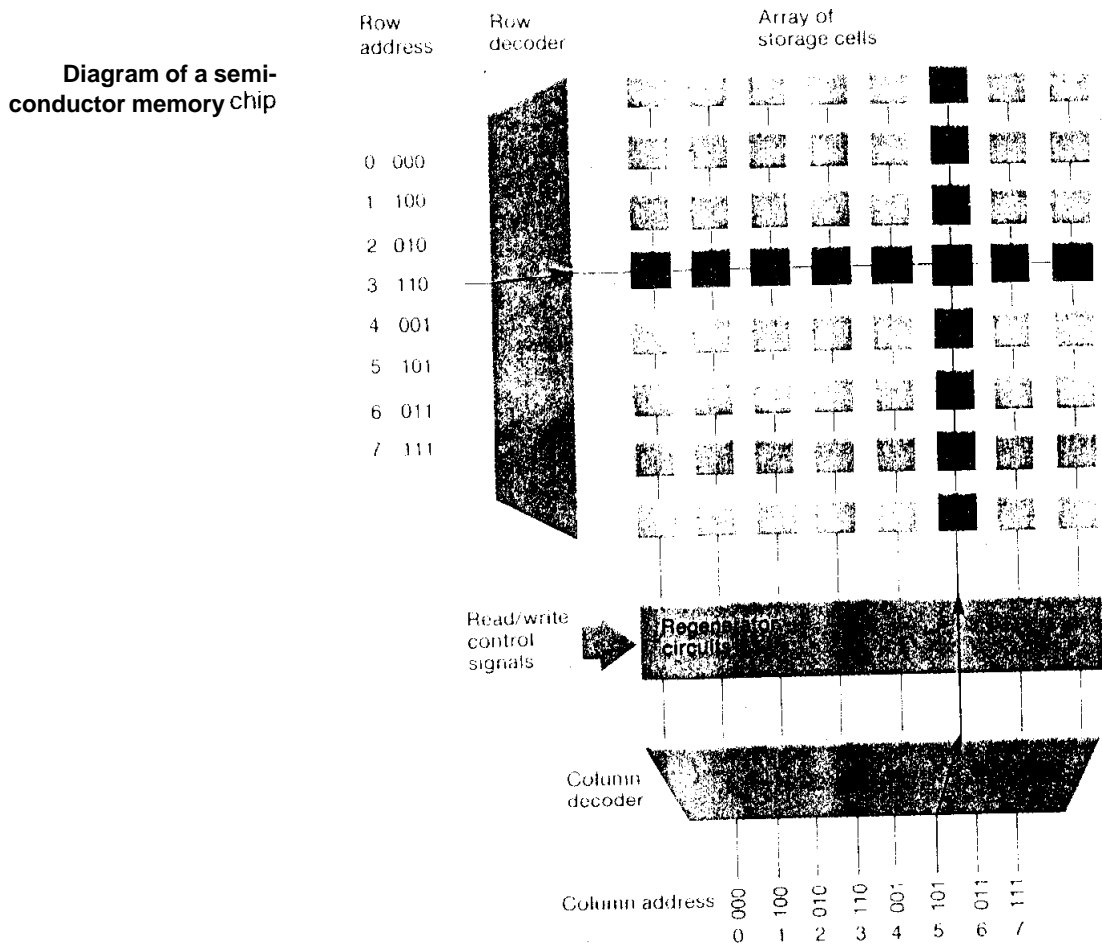 Row
address
Row
decoder
Array of
storage cells
Diagram of a semi-
conductor memory chip
0 000
1 100
2 010
3 110
4 001
5 101
6 011
7 111
Read/write
control
signals
Regenerator
circuits
Column
decoder
Column address
000 100 010 110 001 101 011 111
0 1 2 3 4 5 6 7